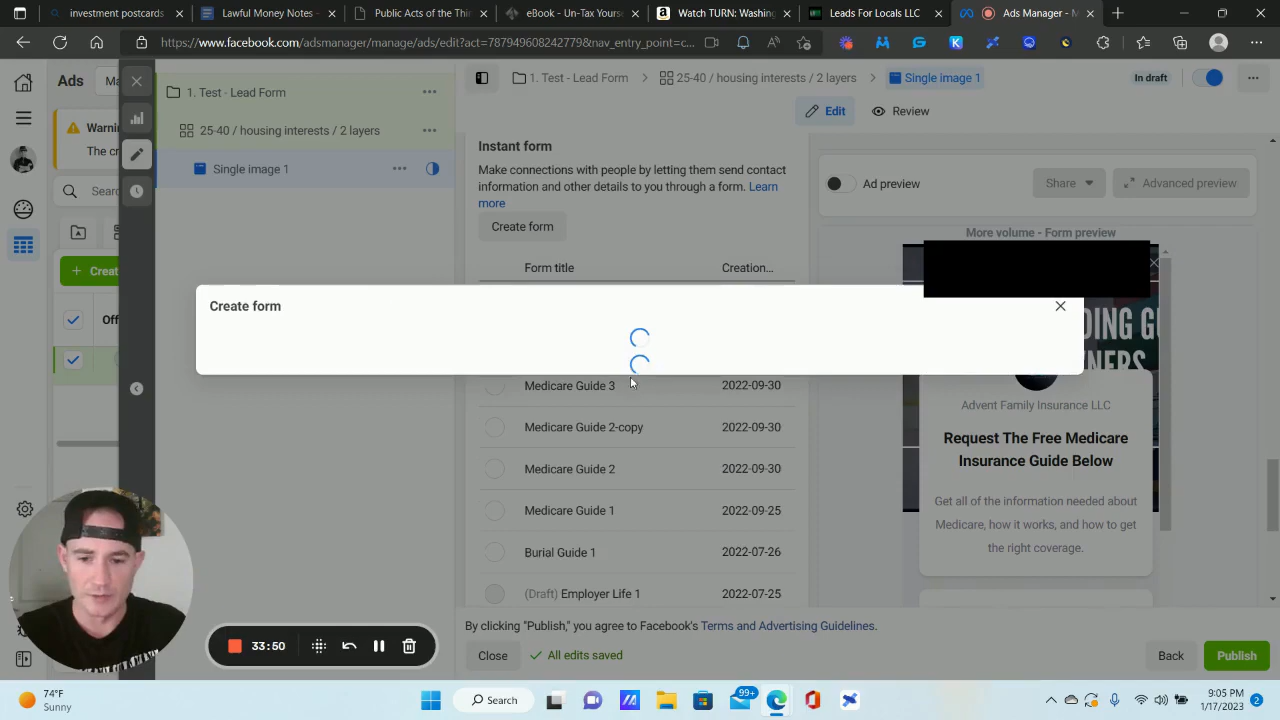 investment postcards
Lawful Money Notes -
Public Acts of the Thi
eBook - Un-Tax Yourse
Watch TURN: Washing
Leads For Locals LLC
Ads Manager - M
https://www.facebook.com/adsmanager/manage/ads/edit?act=787949608242779&nav_entry_point=c...
Ads
Ma
1. Test - Lead Form
1. Test - Lead Form
25-40 / housing interests / 2 layers
Single image 1
In draft
Edit
Review
Warnin
The cr
25-40 / housing interests / 2 layers
Single image 1
Sear
Creat
Off
Instant form
Make connections with people by letting them send contact
information and other details to you through a form. Learn
more
Create form
Form title
Creation...
Ad preview
Share
Advanced preview
More volume - Form preview
Create form
DING GU
NERS
Medicare Guide 3
2022-09-30
Medicare Guide 2-copy
2022-09-30
Medicare Guide 2
2022-09-30
Medicare Guide 1
2022-09-25
Burial Guide 1
2022-07-26
(Draft) Employer Life 1
2022-07-25
Advent Family Insurance LLC
Request The Free Medicare
Insurance Guide Below
Get all of the information needed about
Medicare, how it works, and how to get
the right coverage.
By clicking "Publish," you agree to Facebook's Terms and Advertising Guidelines.
Close
All edits saved
Back
Publish
33:50
74°F
Sunny
Search
99+
9:05 PM
1/17/2023
2